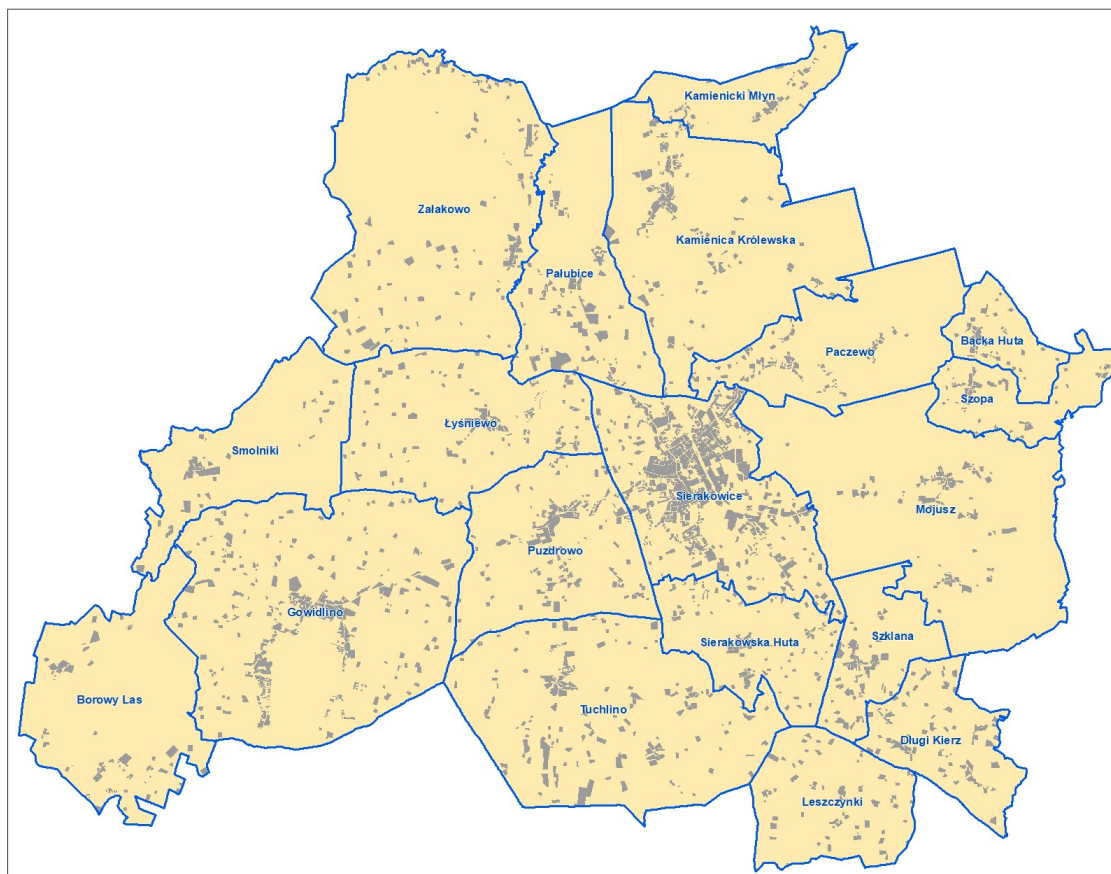 Kamienicki Młyn
Załakowo
Kamienica Królewska
Pałubice
Paczewo
Bącka Huta
Szopa
Łyśniewo
Smolniki
Sierakowice
Mojusz
Puzdrowo
Gowidlino
Szklana
Sierakowska Huta
Borowy Las
Tuchlino
Długi Kierz
Leszczynki